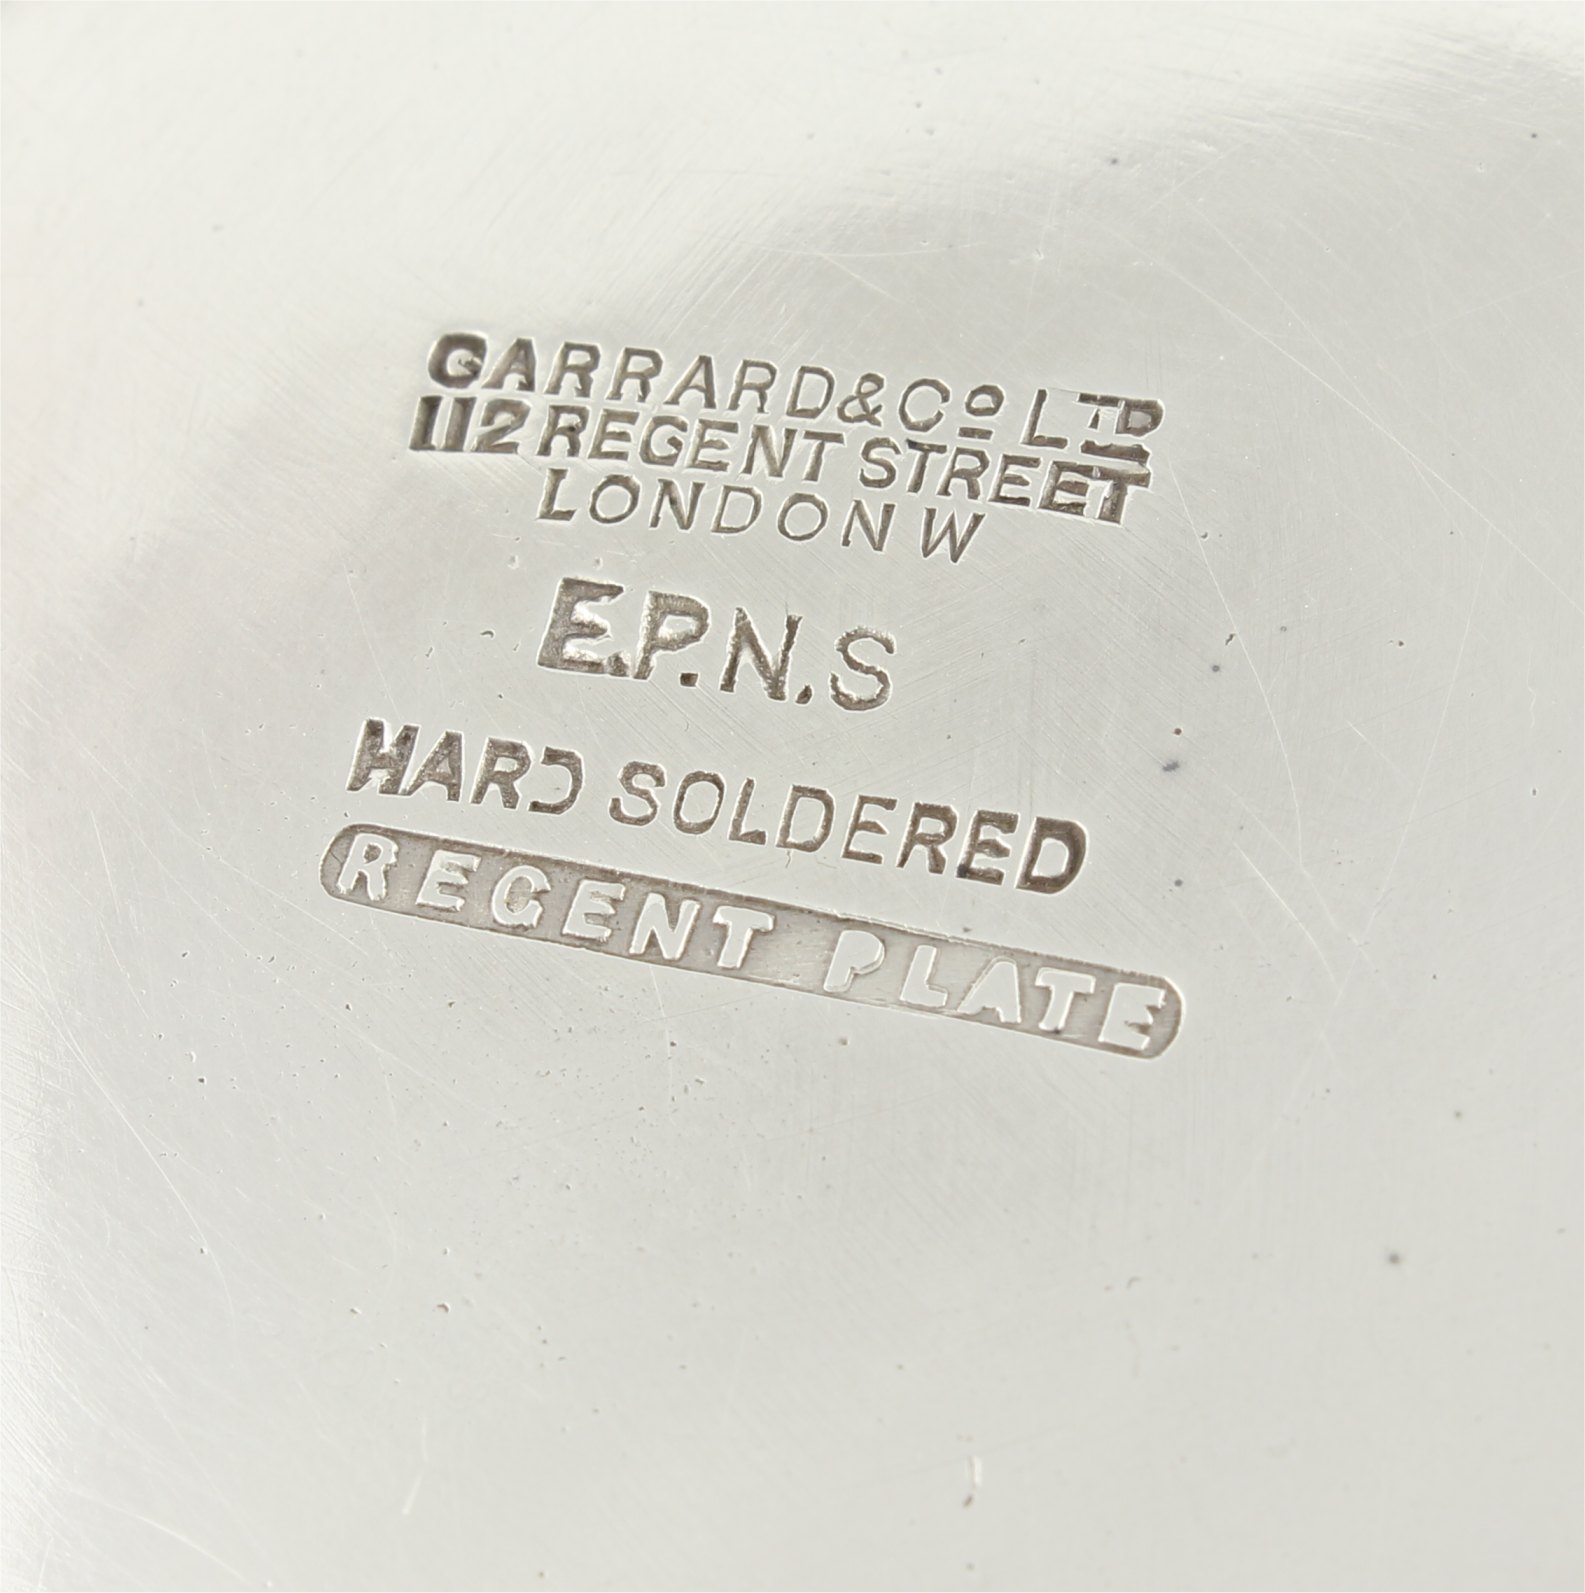 GARRARD & Cº LTD
112 REGENT STREET
LONDON W
E.P.N.S
HARD SOLDERED
REGENT PLATE